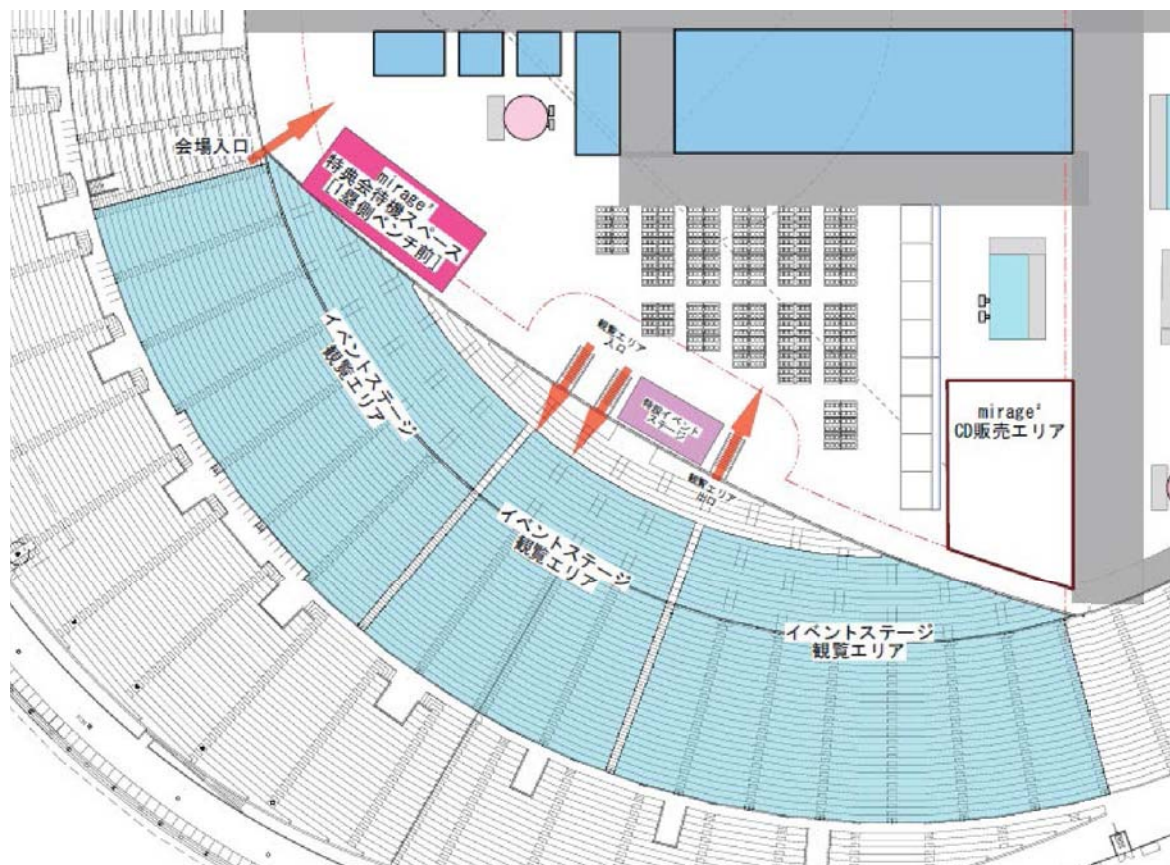 会場入口
mirage²
特典会待機スペース
[1塁側ベンチ前]
観覧エリア
入口
特設イベント
ステージ
観覧エリア
出口
mirage²
CD販売エリア
イベントステージ
観覧エリア
イベントステージ
観覧エリア
イベントステージ
観覧エリア